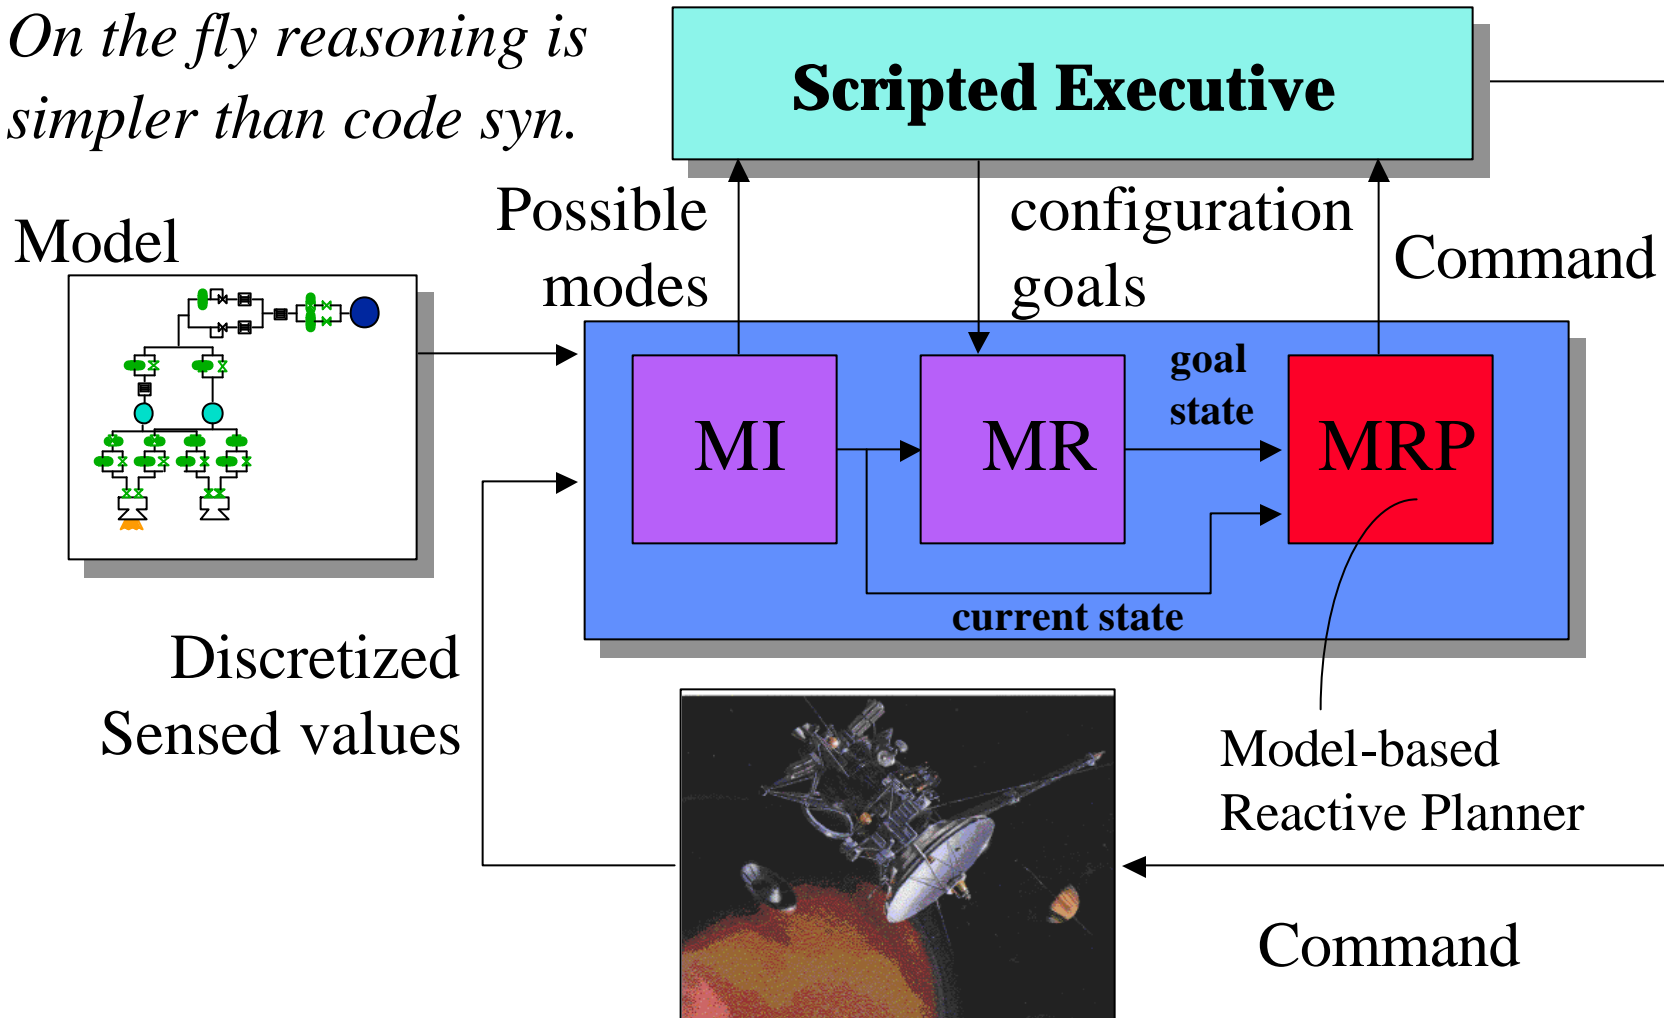 On the fly reasoning is
simpler than code syn.
Scripted Executive
Model
Possible
modes
configuration
goals
Command
MI
MR
goal
state
MRP
current state
Discretized
Sensed values
Model-based
Reactive Planner
Command